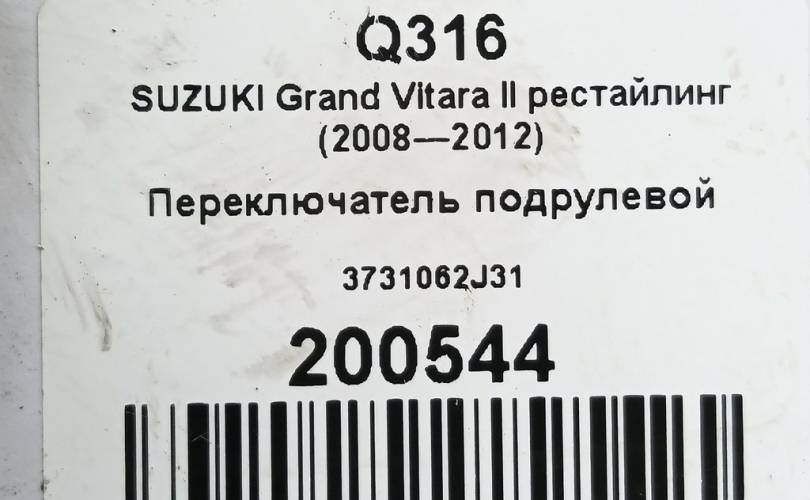 Q316
SUZUKI Grand Vitara II рестайлинг
(2008—2012)
Переключатель подрулевой
3731062J31
200544